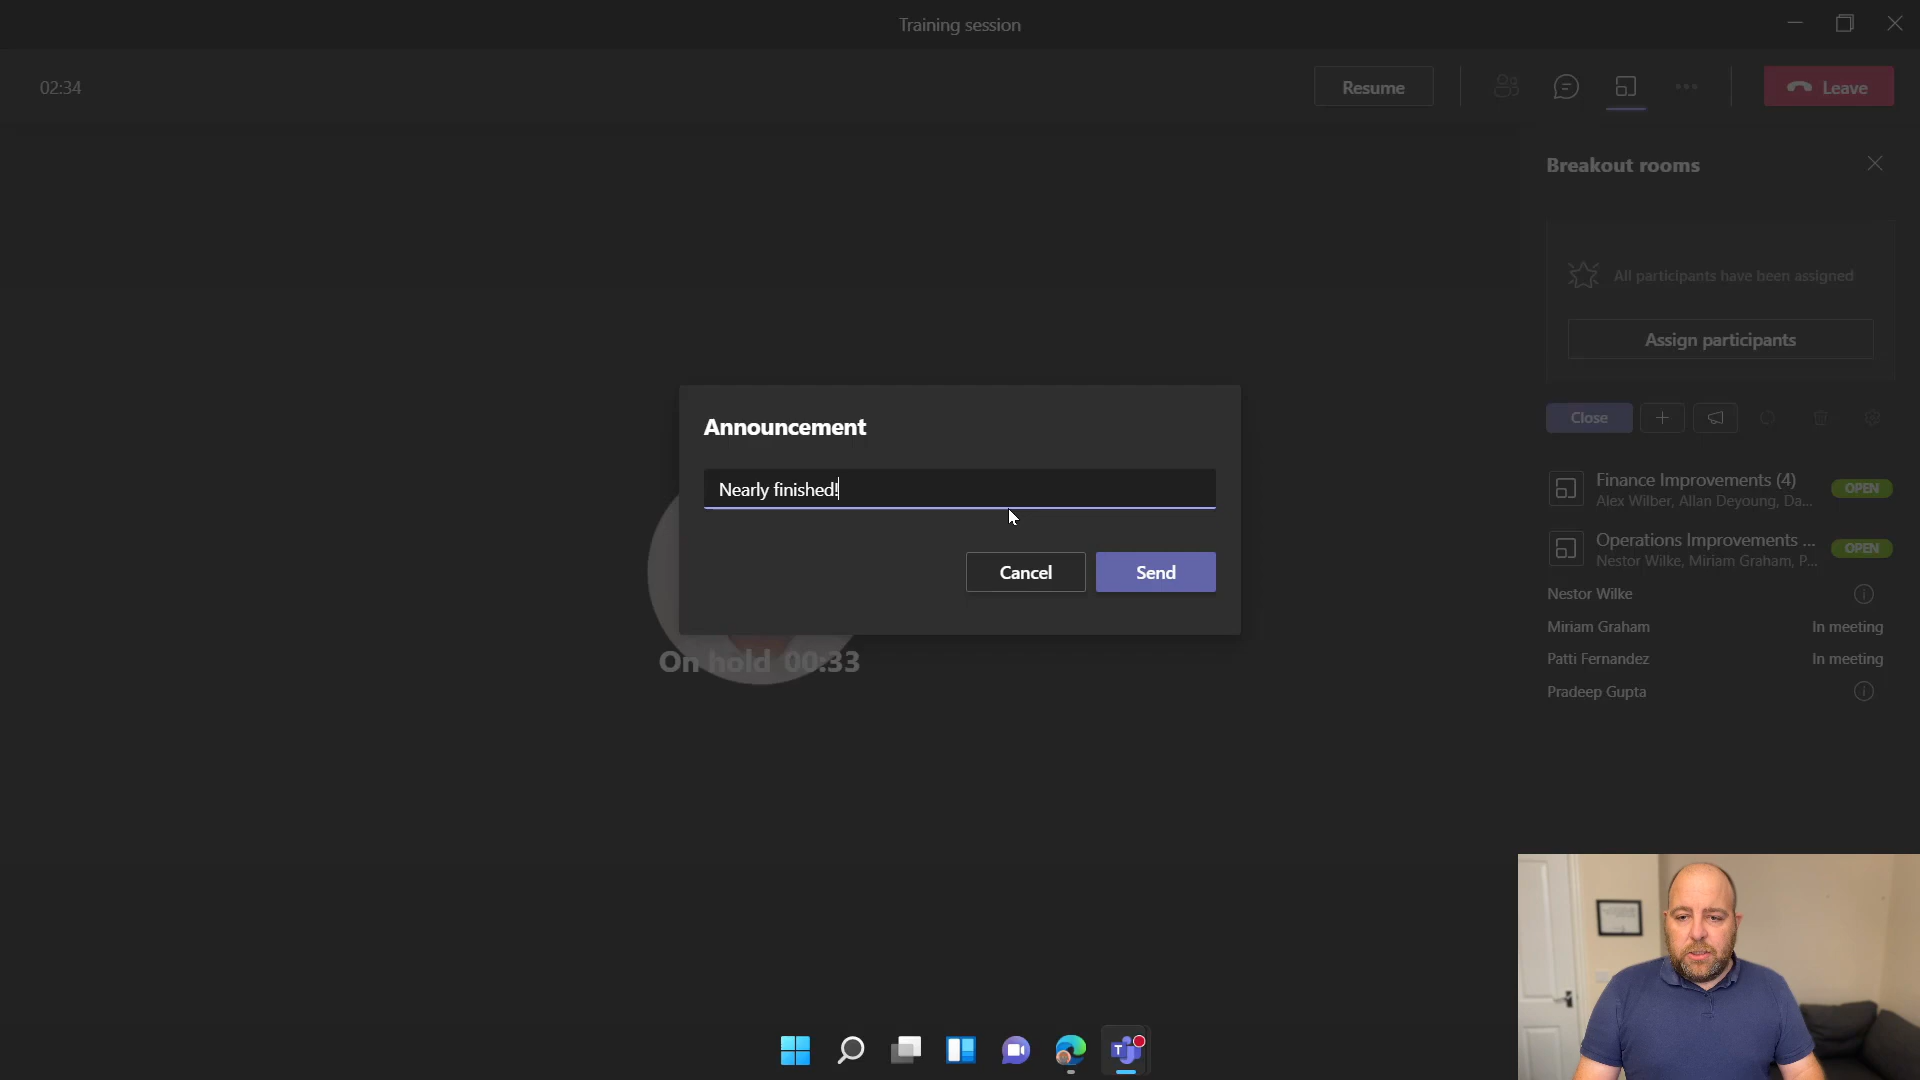 Training session
02:34
Resume
Leave
Breakout rooms
All participants have been assigned
Assign participants
Close
Announcement
Nearly finished!
Cancel
Send
Finance Improvements (4)
Alex Wilber, Allan Deyoung, Da...
OPEN
Operations Improvements ...
Nestor Wilke, Miriam Graham, P...
OPEN
Nestor Wilke
Miriam Graham In meeting
Patti Fernandez In meeting
Pradeep Gupta
On hold 00:33